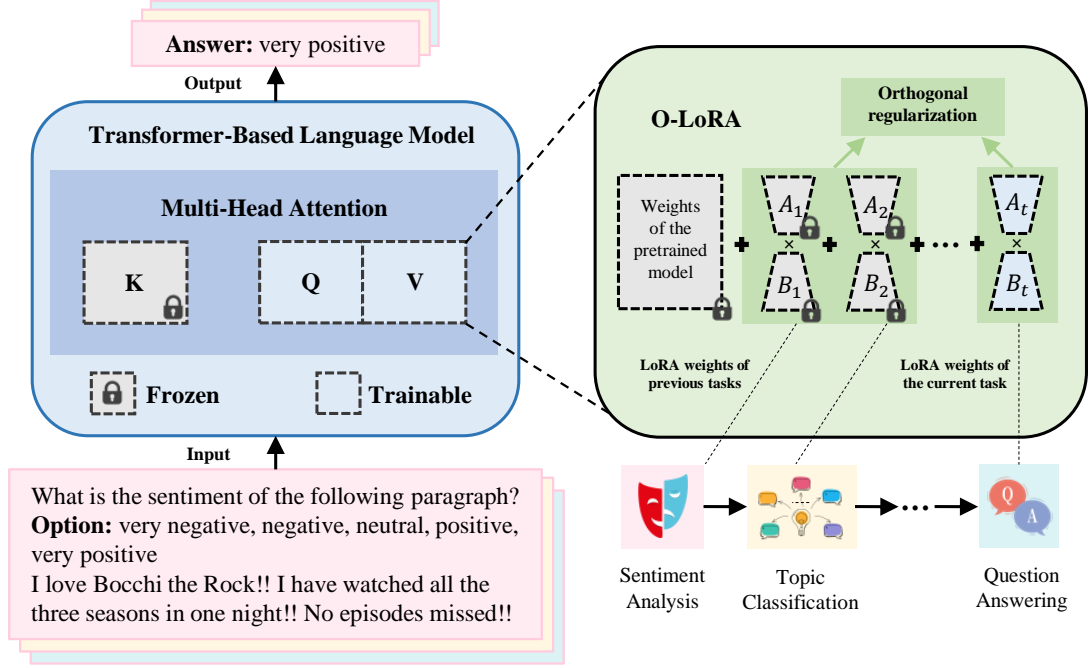 Answer: very positive
Output
Transformer-Based Language Model
Multi-Head Attention
K
Q
V
Frozen
Trainable
Input
What is the sentiment of the following paragraph?
Option: very negative, negative, neutral, positive,
very positive
I love Bocchi the Rock!! I have watched all the
three seasons in one night!! No episodes missed!!
O-LoRA
Orthogonal
regularization
Weights
of the
pretrained
model
+
A₁
×
B₁
+
A₂
×
B₂
+
...
+
Aₜ
×
Bₜ
LoRA weights of
previous tasks
LoRA weights of
the current task
...
Q
A
Sentiment
Analysis
Topic
Classification
Question
Answering